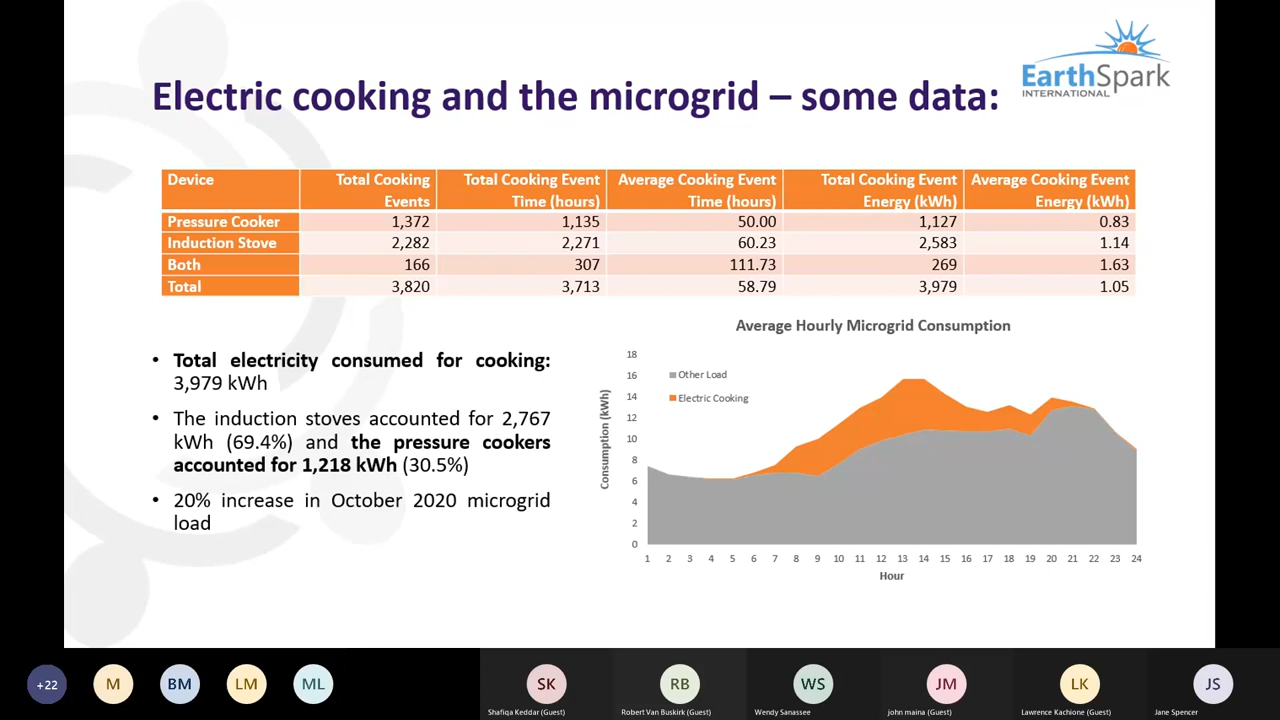 EarthSpark
INTERNATIONAL
Electric cooking and the microgrid – some data:
Device Total Cooking Events Total Cooking Event Time (hours) Average Cooking Event Time (hours) Total Cooking Event Energy (kWh) Average Cooking Event Energy (kWh)
Pressure Cooker 1,372 1,135 50.00 1,127 0.83
Induction Stove 2,282 2,271 60.23 2,583 1.14
Both 166 307 111.73 269 1.63
Total 3,820 3,713 58.79 3,979 1.05
• Total electricity consumed for cooking:
3,979 kWh
• The induction stoves accounted for 2,767
kWh (69.4%) and the pressure cookers
accounted for 1,218 kWh (30.5%)
• 20% increase in October 2020 microgrid
load
Average Hourly Microgrid Consumption
Consumption (kWh)
18
16
14
12
10
8
6
4
2
0
Other Load
Electric Cooking
1 2 3 4 5 6 7 8 9 10 11 12 13 14 15 16 17 18 19 20 21 22 23 24
Hour
+22 M BM LM ML SK RB WS JM LK JS
Shafiqa Keddar (Guest) Robert Van Buskirk (Guest) Wendy Sanassee john maina (Guest) Lawrence Kachione (Guest) Jane Spencer